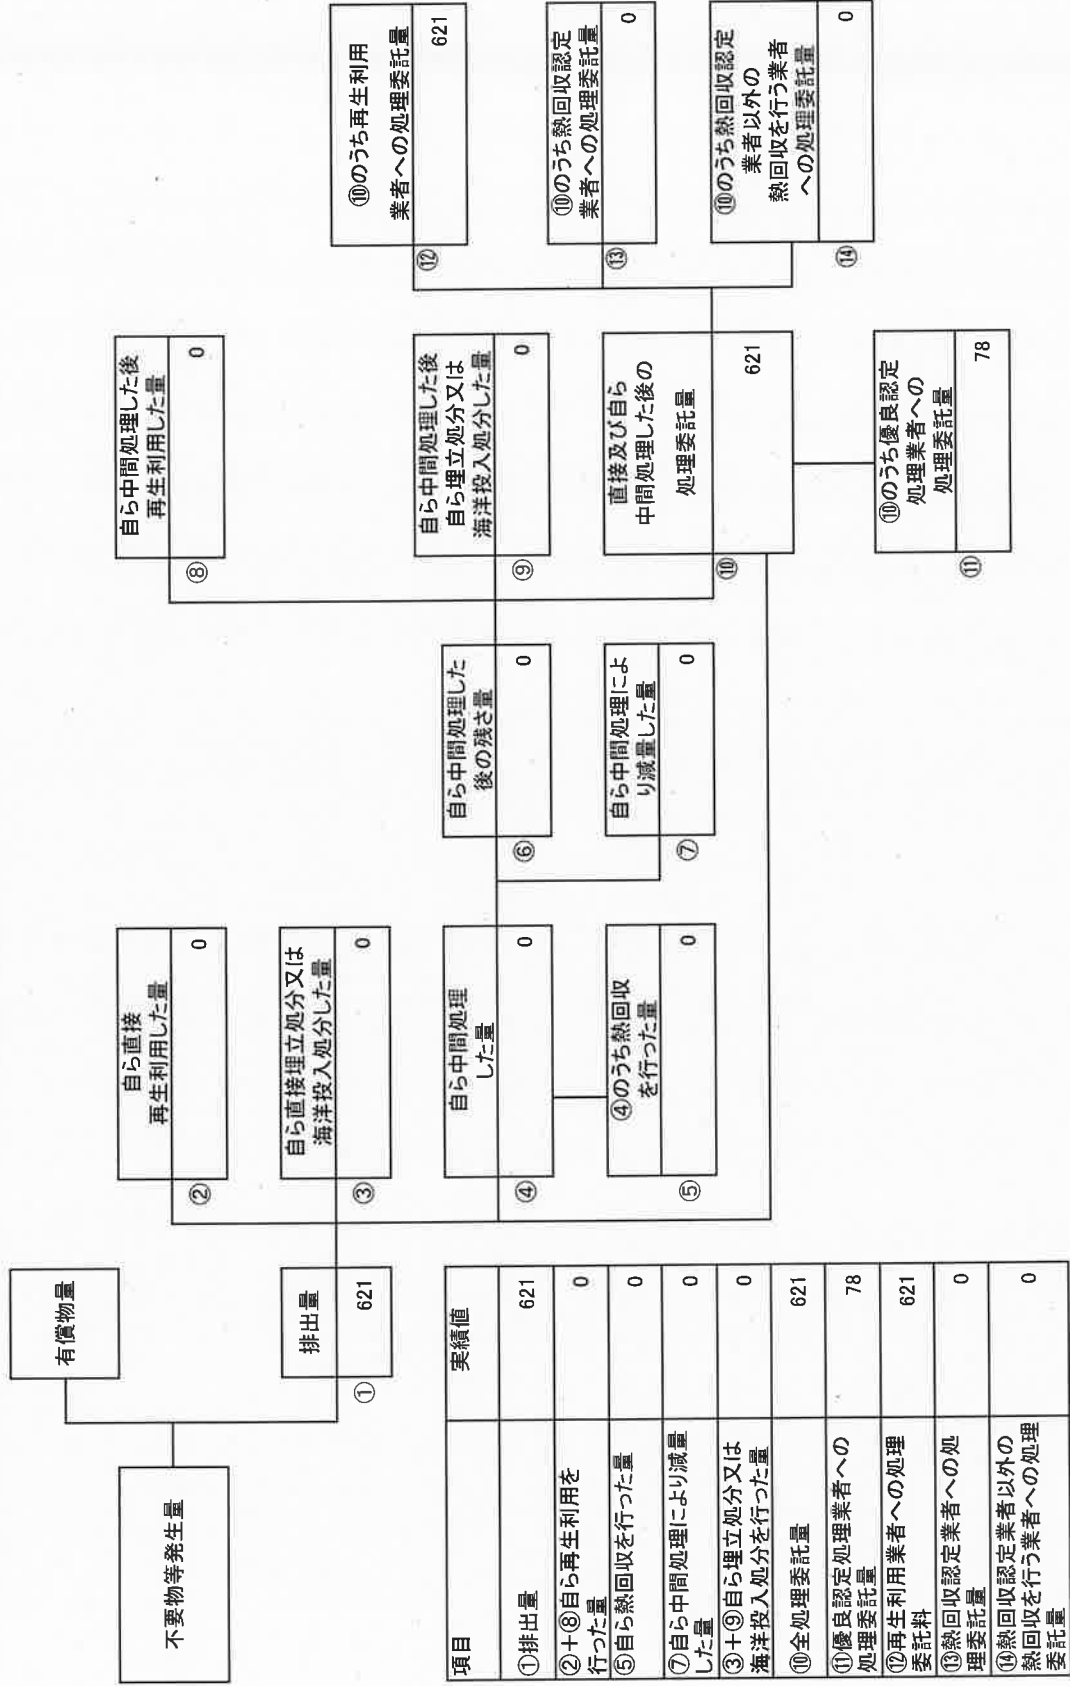 不要物等発生量
有償物量
排出量
①
621
自ら直接
再生利用した量
②
0
自ら直接埋立処分又は
海洋投入処分した量
③
0
自ら中間処理
した量
④
0
④のうち熱回収
を行った量
⑤
0
自ら中間処理した
後の残さ量
⑥
0
自ら中間処理によ
り減量した量
⑦
0
自ら中間処理した後
再生利用した量
⑧
0
自ら中間処理した後
自ら埋立処分又は
海洋投入処分した量
⑨
0
直接及び自ら
中間処理した後の
処理委託量
⑩
621
⑩のうち優良認定
処理業者への
処理委託量
⑪
78
⑩のうち再生利用
業者への処理委託量
⑫
621
⑩のうち熱回収認定
業者への処理委託量
⑬
0
⑩のうち熱回収認定
業者以外の
熱回収を行う業者
への処理委託量
⑭
0
項目 実績値
①排出量 621
②+⑧自ら再生利用を
行った量 0
⑤自ら熱回収を行った量 0
⑦自ら中間処理により減量
した量 0
③+⑨自ら埋立処分又は
海洋投入処分を行った量 0
⑩全処理委託量 621
⑪優良認定処理業者への
処理委託量 78
⑫再生利用業者への処理
委託料 621
⑬熱回収認定業者への処
理委託量 0
⑭熱回収認定業者以外の
熱回収を行う業者への処理
委託量 0